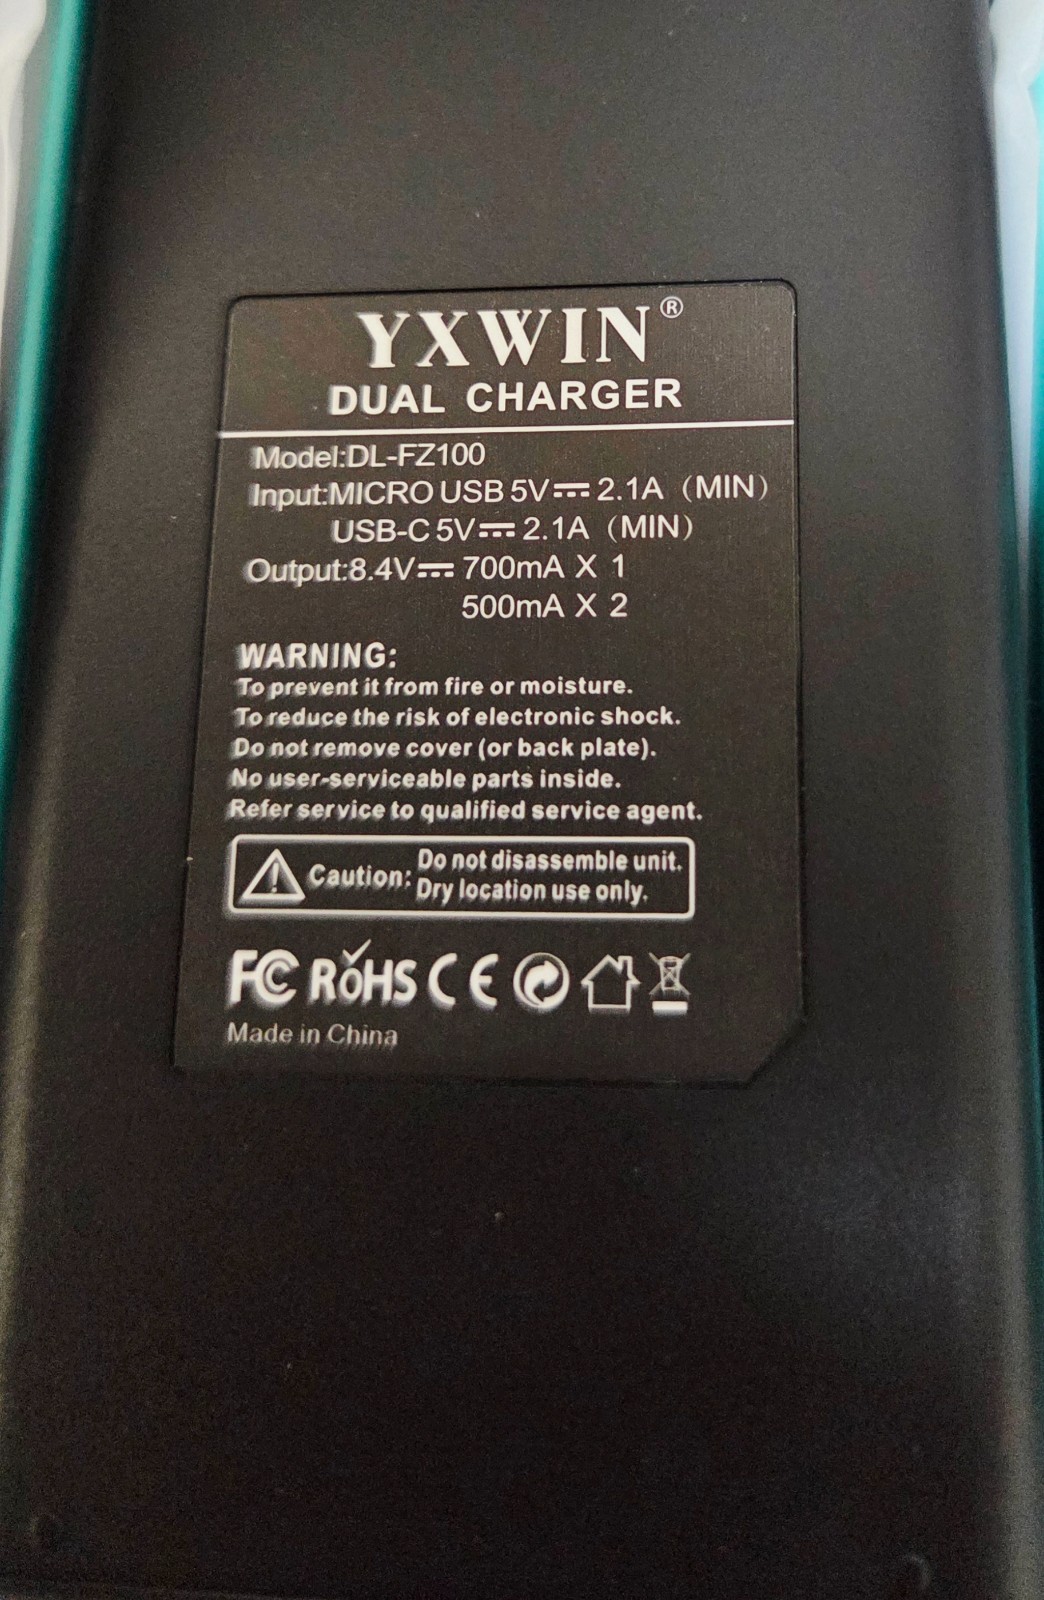 YXWIN®
DUAL CHARGER
Model:DL-FZ100
Input:MICRO USB 5V⎓2.1A (MIN)
USB-C 5V⎓2.1A (MIN)
Output:8.4V⎓700mA X 1
500mA X 2
WARNING:
To prevent it from fire or moisture.
To reduce the risk of electronic shock.
Do not remove cover (or back plate).
No user-serviceable parts inside.
Refer service to qualified service agent.
Caution: Do not disassemble unit.
Dry location use only.
FC RoHS CE
Made in China